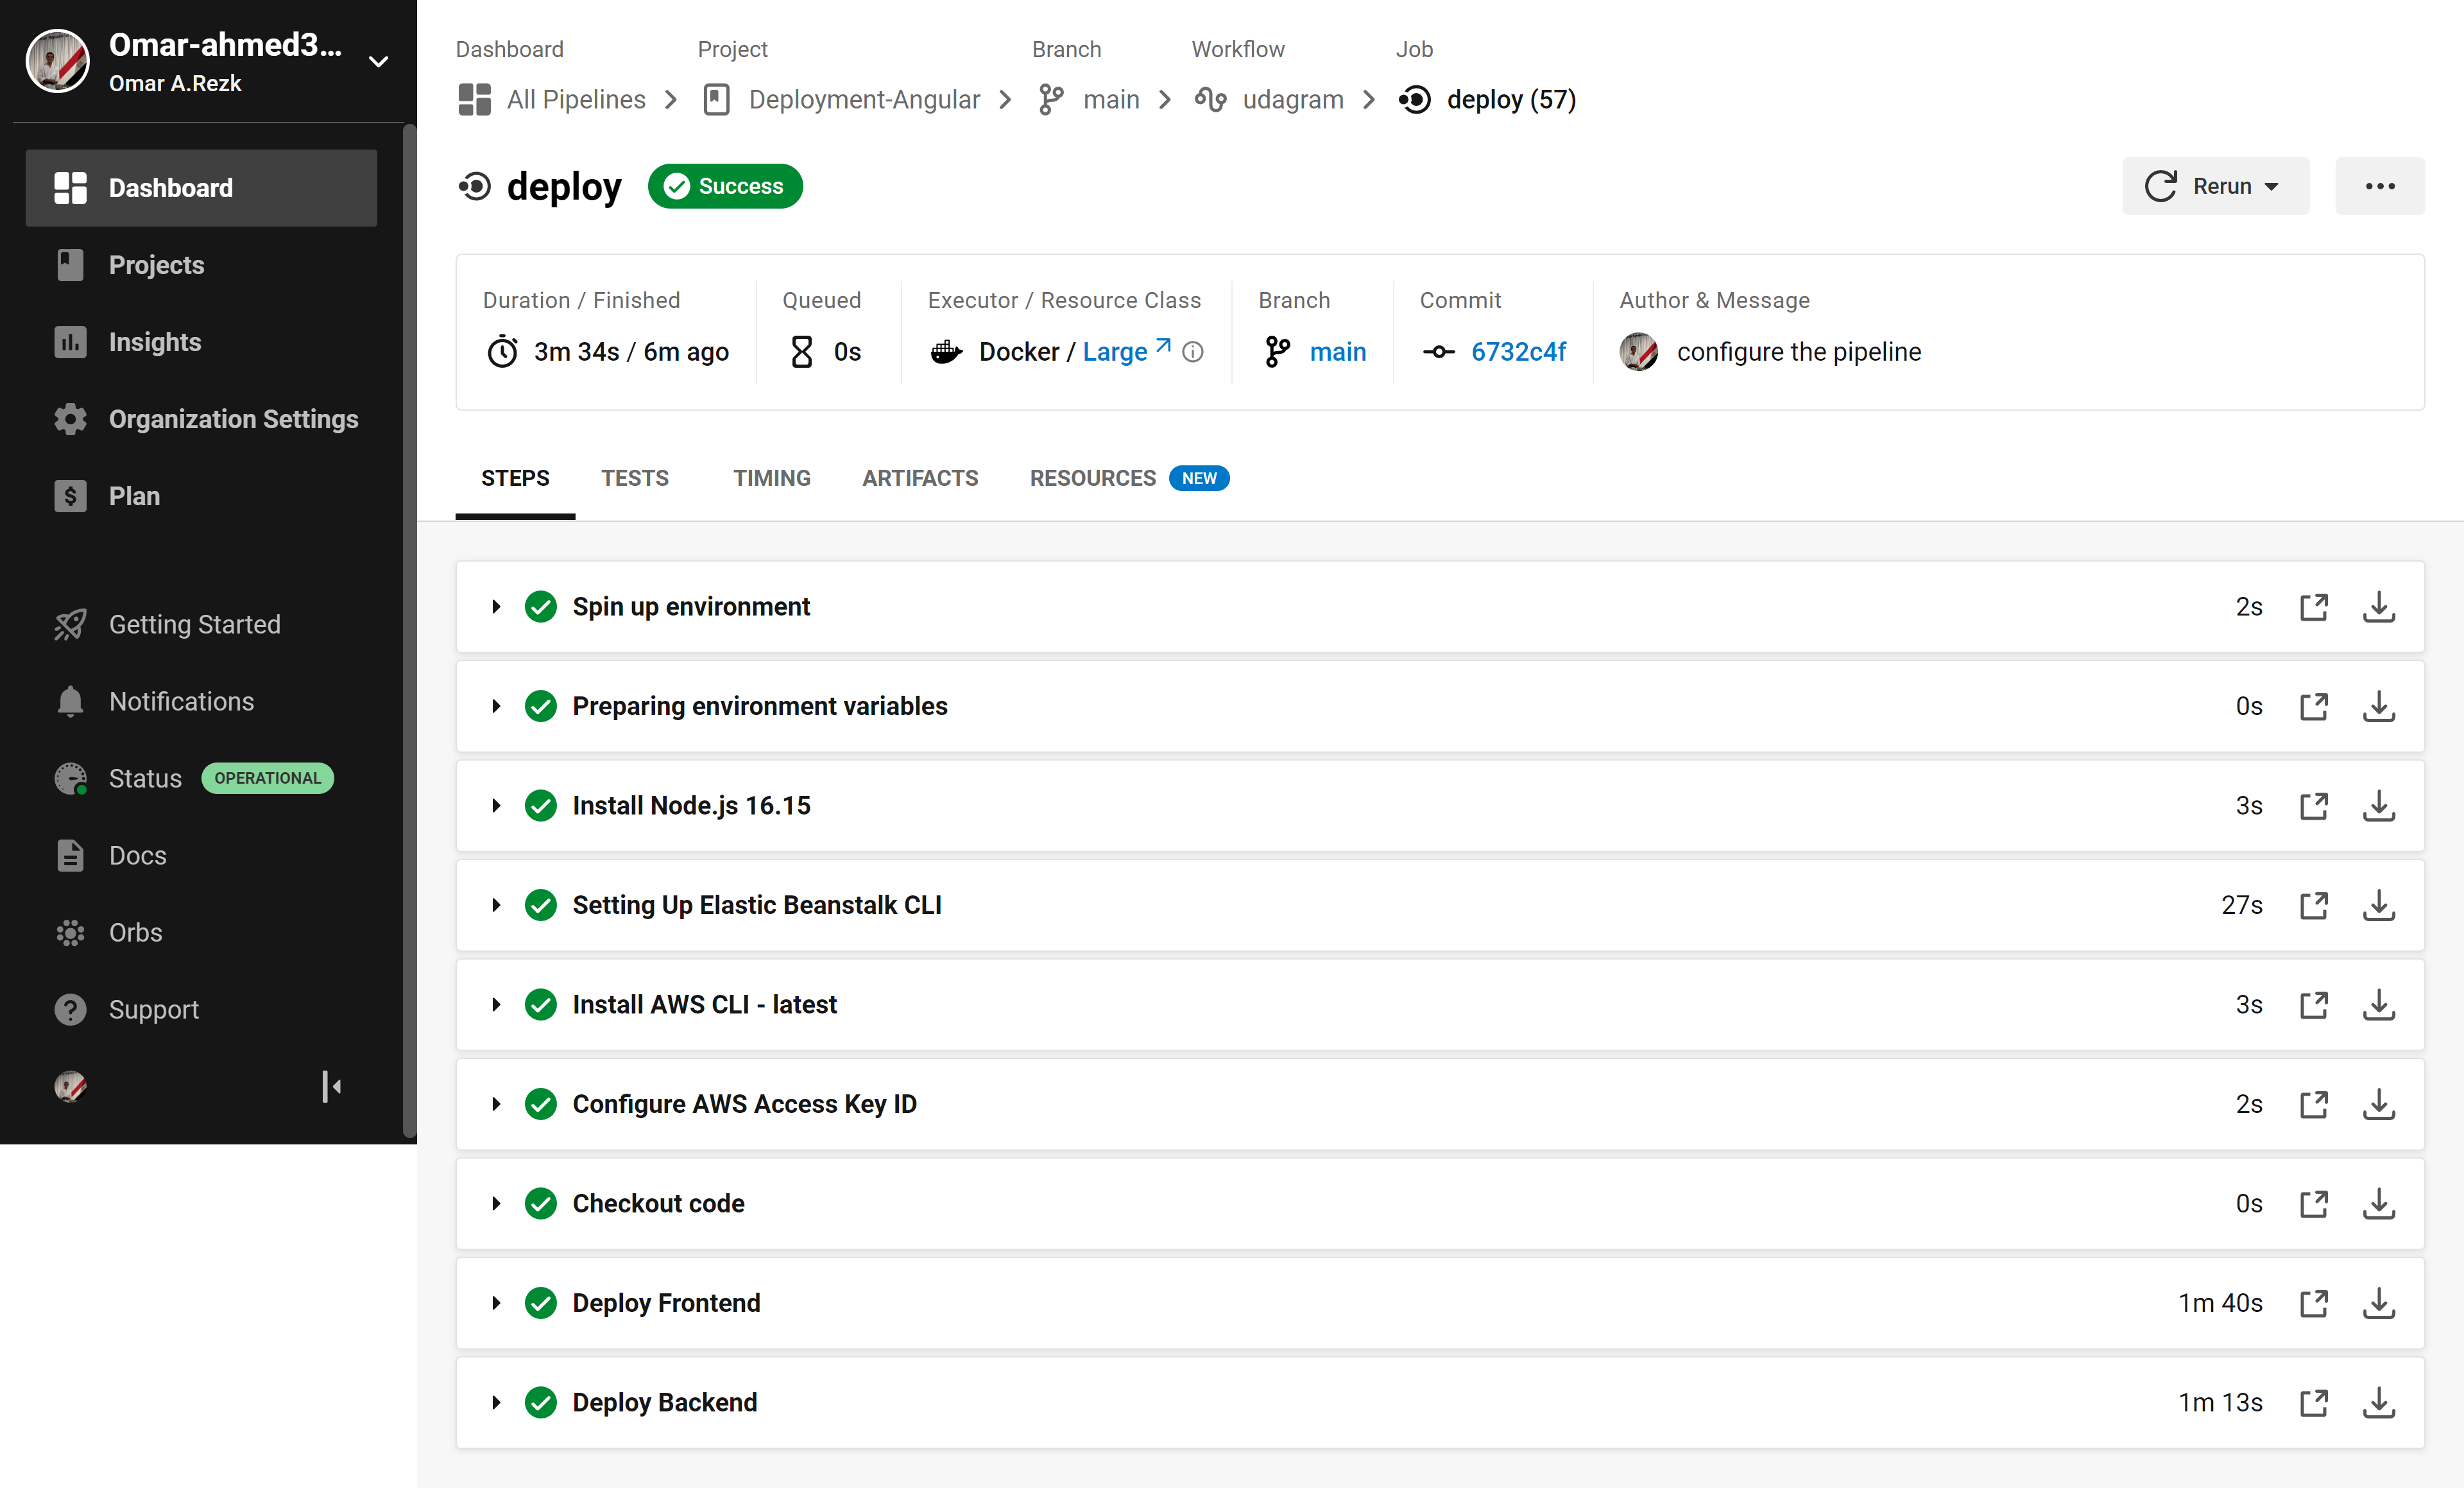 Omar-ahmed3...
Omar A.Rezk
Dashboard
Projects
Insights
Organization Settings
Plan
Getting Started
Notifications
Status OPERATIONAL
Docs
Orbs
Support
Dashboard Project Branch Workflow Job
All Pipelines Deployment-Angular main udagram deploy (57)
deploy Success Rerun
Duration / Finished Queued Executor / Resource Class Branch Commit Author & Message
3m 34s / 6m ago 0s Docker / Large main 6732c4f configure the pipeline
STEPS TESTS TIMING ARTIFACTS RESOURCES NEW
Spin up environment 2s
Preparing environment variables 0s
Install Node.js 16.15 3s
Setting Up Elastic Beanstalk CLI 27s
Install AWS CLI - latest 3s
Configure AWS Access Key ID 2s
Checkout code 0s
Deploy Frontend 1m 40s
Deploy Backend 1m 13s